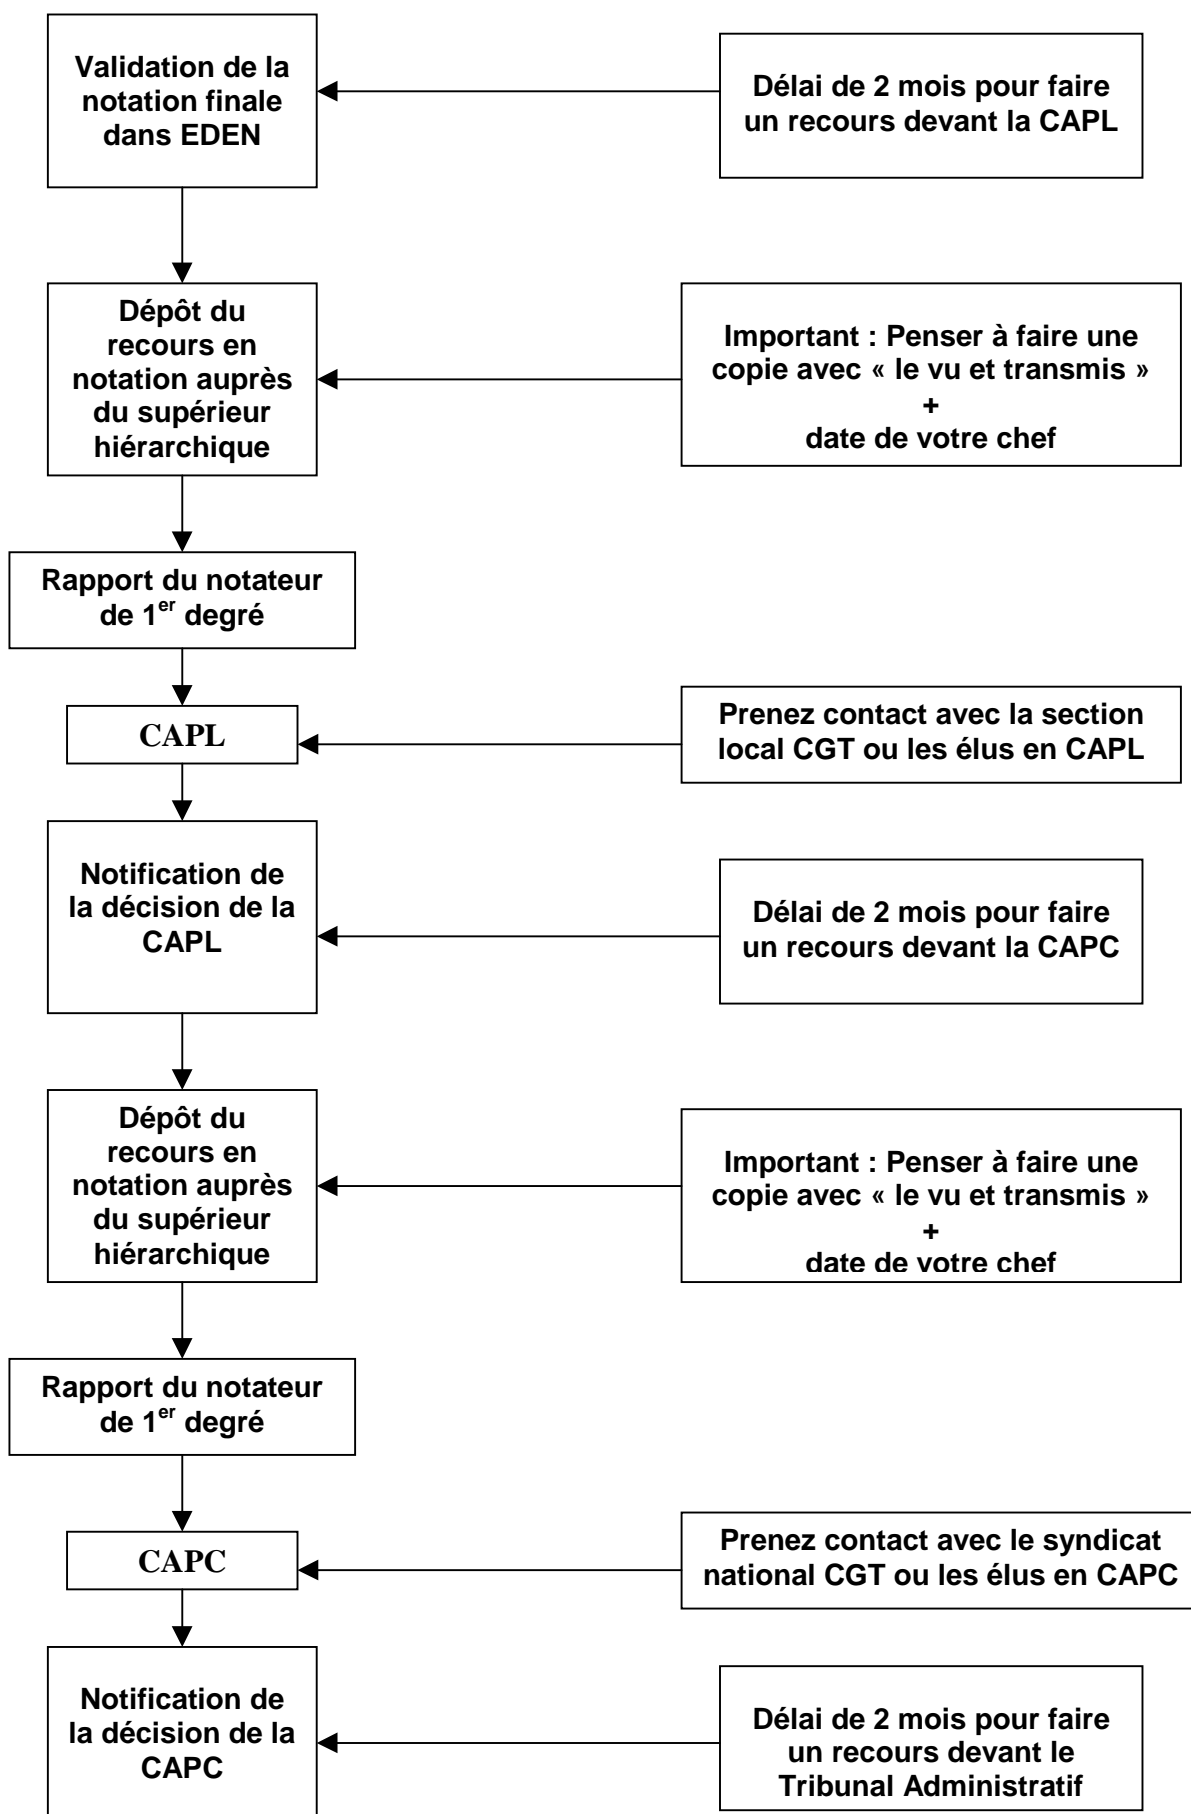 Validation de la
notation finale
dans EDEN
Délai de 2 mois pour faire
un recours devant la CAPL
Dépôt du
recours en
notation auprès
du supérieur
hiérarchique
Important : Penser à faire une
copie avec « le vu et transmis »
+
date de votre chef
Rapport du notateur
de 1er degré
CAPL
Prenez contact avec la section
local CGT ou les élus en CAPL
Notification de
la décision de la
CAPL
Délai de 2 mois pour faire
un recours devant la CAPC
Dépôt du
recours en
notation auprès
du supérieur
hiérarchique
Important : Penser à faire une
copie avec « le vu et transmis »
+
date de votre chef
Rapport du notateur
de 1er degré
CAPC
Prenez contact avec le syndicat
national CGT ou les élus en CAPC
Notification de
la décision de la
CAPC
Délai de 2 mois pour faire
un recours devant le
Tribunal Administratif